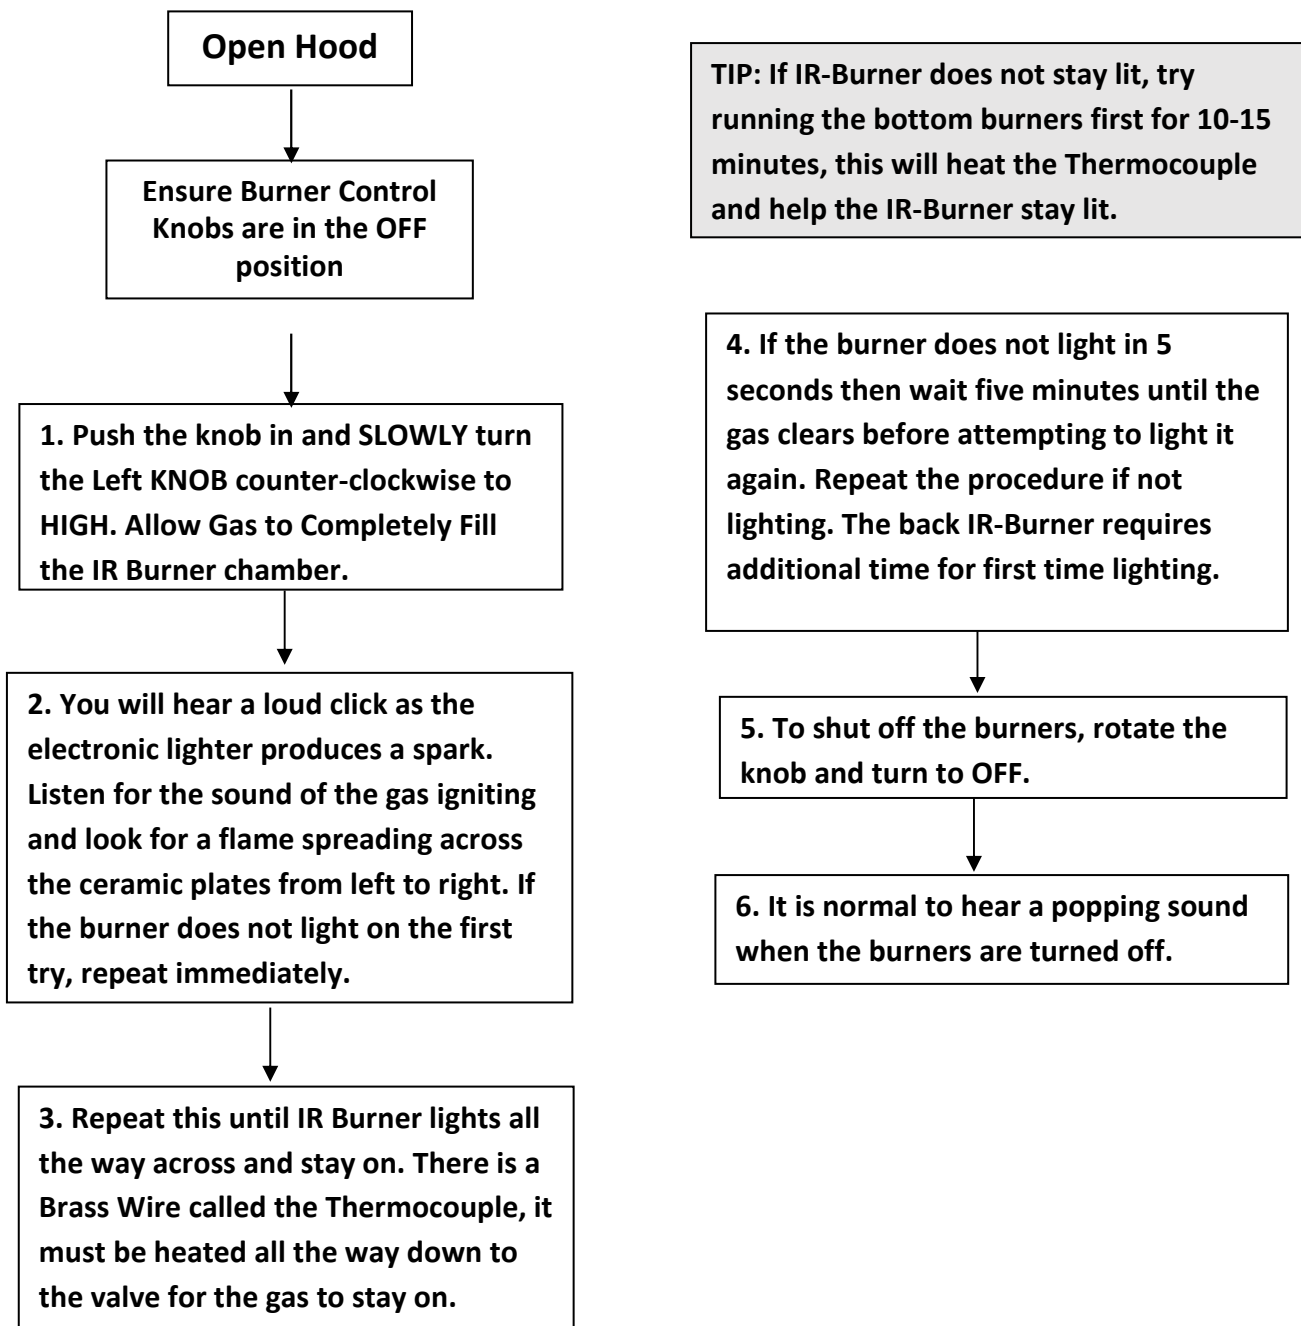 Open Hood
Ensure Burner Control
Knobs are in the OFF
position
1. Push the knob in and SLOWLY turn
the Left KNOB counter-clockwise to
HIGH. Allow Gas to Completely Fill
the IR Burner chamber.
2. You will hear a loud click as the
electronic lighter produces a spark.
Listen for the sound of the gas igniting
and look for a flame spreading across
the ceramic plates from left to right. If
the burner does not light on the first
try, repeat immediately.
3. Repeat this until IR Burner lights all
the way across and stay on. There is a
Brass Wire called the Thermocouple, it
must be heated all the way down to
the valve for the gas to stay on.
TIP: If IR-Burner does not stay lit, try
running the bottom burners first for 10-15
minutes, this will heat the Thermocouple
and help the IR-Burner stay lit.
4. If the burner does not light in 5
seconds then wait five minutes until the
gas clears before attempting to light it
again. Repeat the procedure if not
lighting. The back IR-Burner requires
additional time for first time lighting.
5. To shut off the burners, rotate the
knob and turn to OFF.
6. It is normal to hear a popping sound
when the burners are turned off.